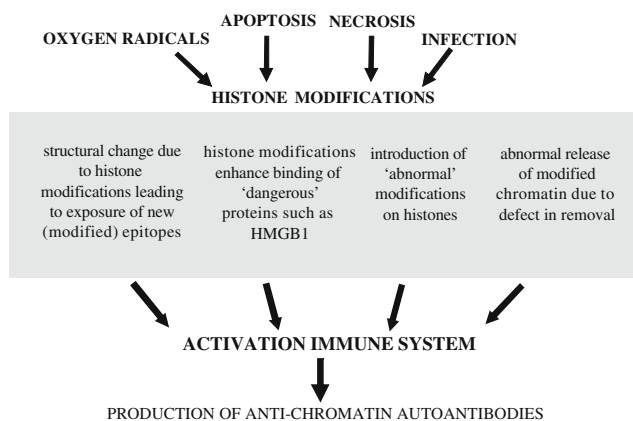 APOPTOSIS NECROSIS
OXYGEN RADICALS INFECTION
HISTONE MODIFICATIONS
structural change due
to histone
modifications leading
to exposure of new
(modified) epitopes
histone modifications
enhance binding of
‘dangerous’
proteins such as
HMGB1
introduction of
‘abnormal’
modifications
on histones
abnormal release
of modified
chromatin due to
defect in removal
ACTIVATION IMMUNE SYSTEM
PRODUCTION OF ANTI-CHROMATIN AUTOANTIBODIES